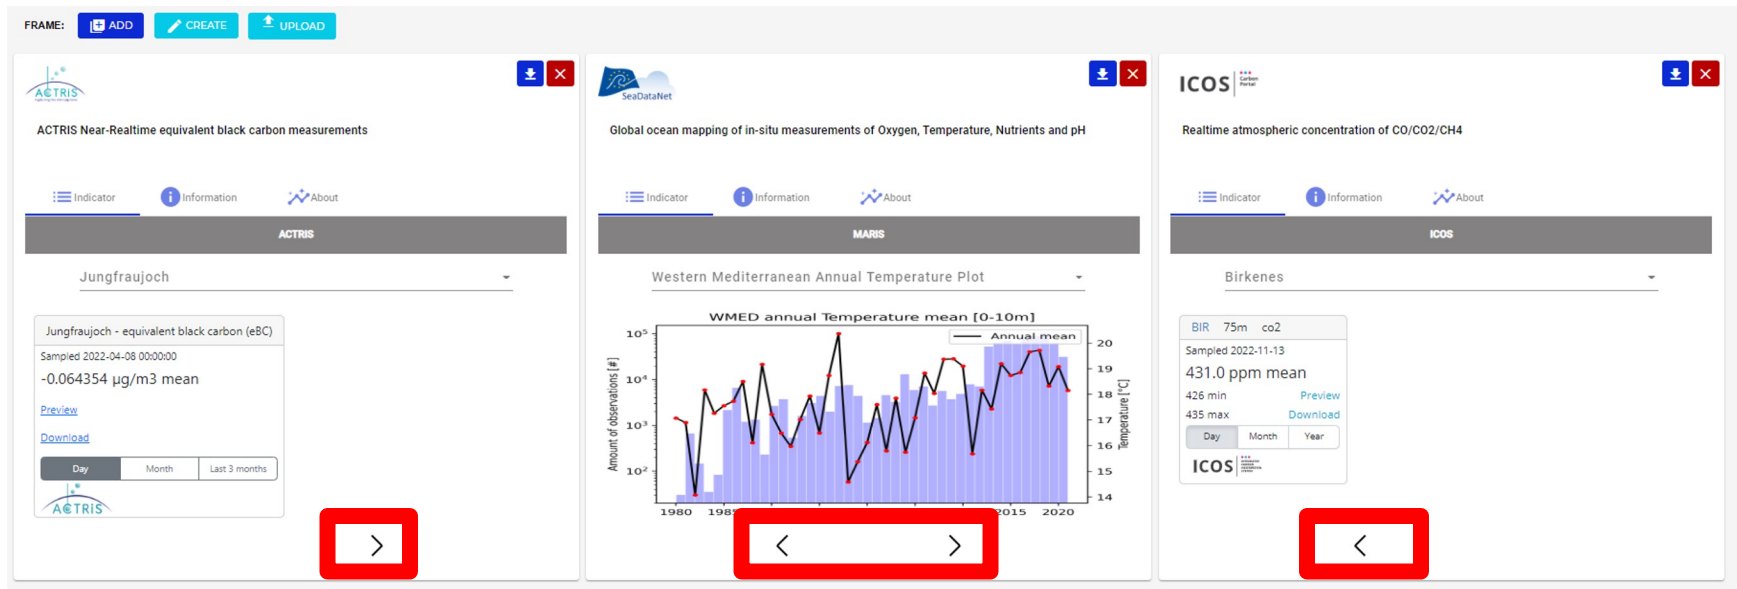 FRAME: ADD CREATE UPLOAD
ACTRIS
ACTRIS Near-Realtime equivalent black carbon measurements
Indicator Information About
ACTRIS
Jungfraujoch
Jungfraujoch - equivalent black carbon (eBC)
Sampled 2022-04-08 00:00:00
-0.064354 µg/m3 mean
Preview
Download
Day Month Last 3 months
ACTRIS
SeaDataNet
Global ocean mapping of in-situ measurements of Oxygen, Temperature, Nutrients and pH
Indicator Information About
MARIS
Western Mediterranean Annual Temperature Plot
WMED annual Temperature mean [0-10m]
Annual mean
Amount of observations [#]
10⁵
10⁴
10³
10²
20
19
18
17
16
15
14
Temperature [°C]
1980 198 2015 2020
ICOS Carbon Portal
Realtime atmospheric concentration of CO/CO2/CH4
Indicator Information About
ICOS
Birkenes
BIR 75m co2
Sampled 2022-11-13
431.0 ppm mean
426 min Preview
435 max Download
Day Month Year
ICOS